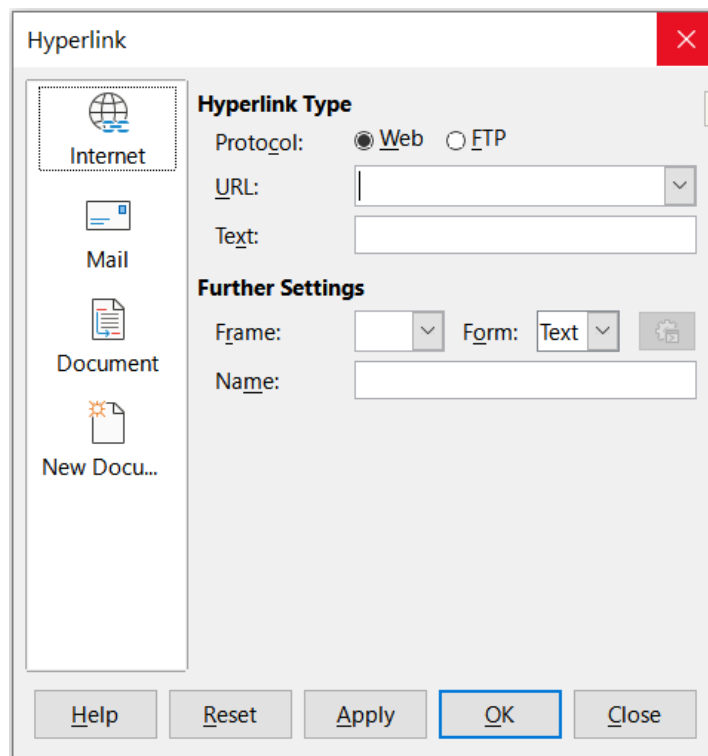 Hyperlink
Internet
Mail
Document
New Docu...
Hyperlink Type
Protocol: Web FTP
URL:
Text:
Further Settings
Frame: Form: Text
Name:
Help Reset Apply OK Close